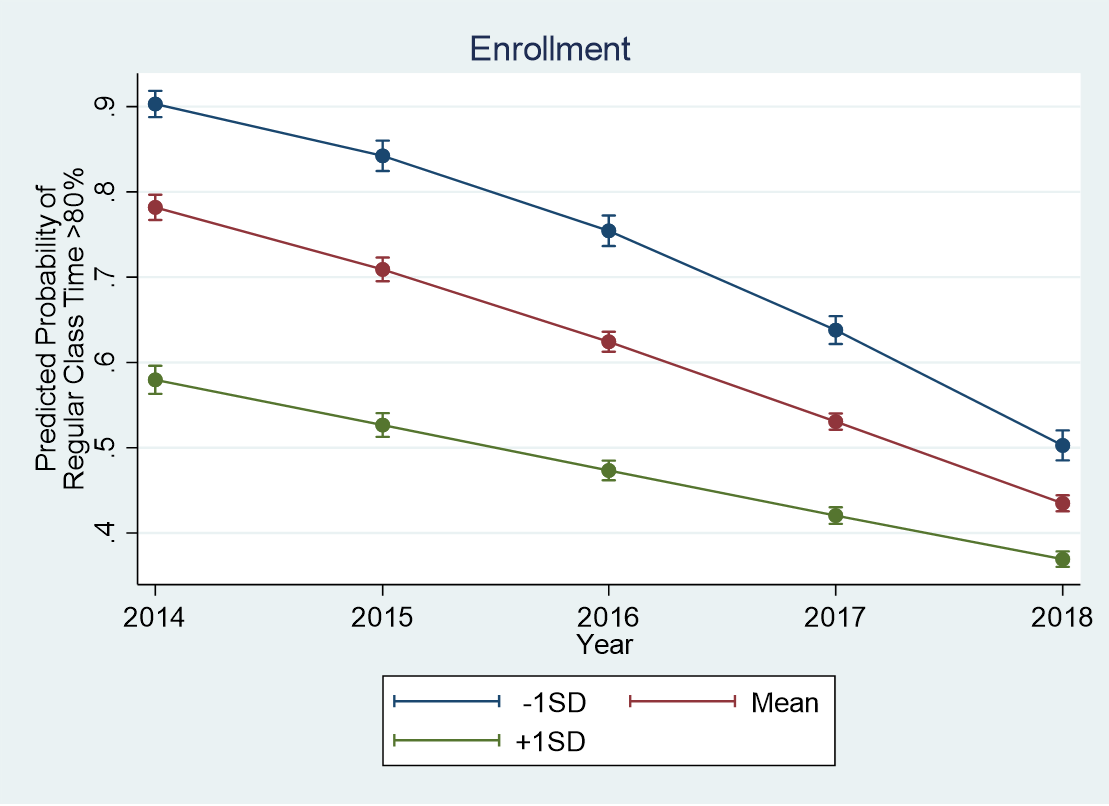 Enrollment
Predicted Probability of
Regular Class Time >80%
.9
.8
.7
.6
.5
.4
2014 2015 2016 2017 2018
Year
-1SD Mean
+1SD